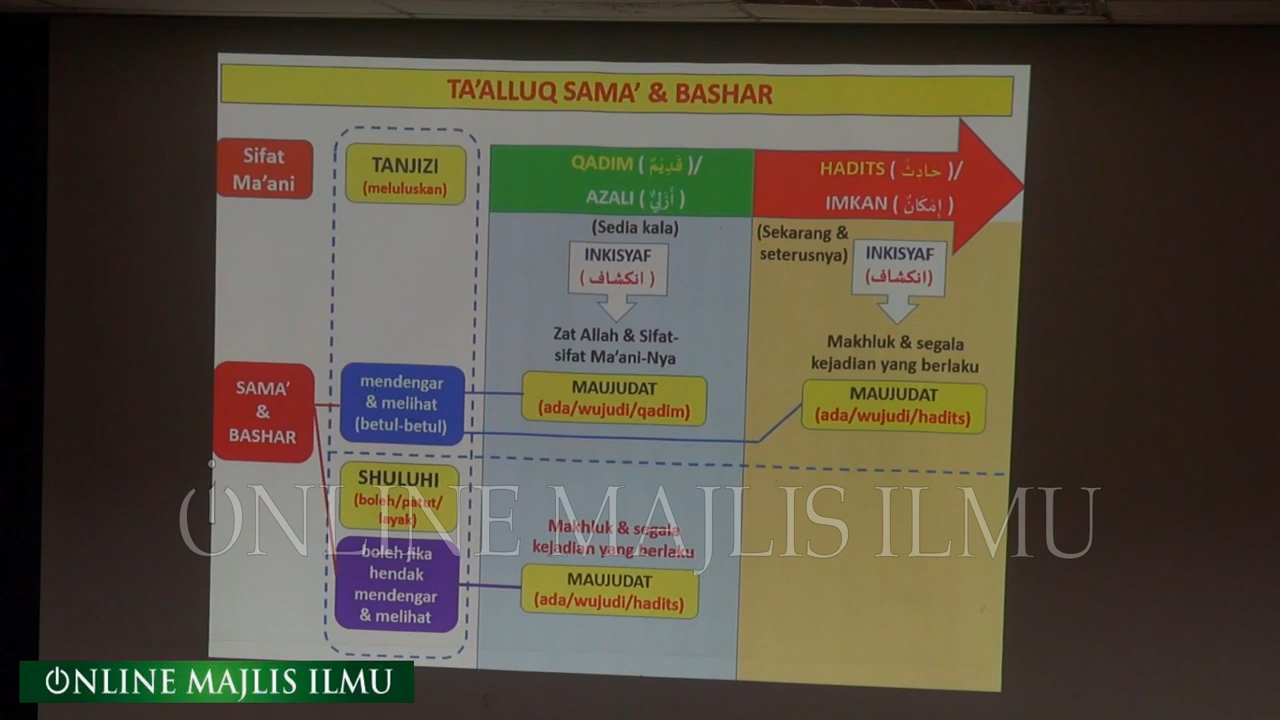 TA'ALLUQ SAMA' & BASHAR
Sifat
Ma'ani
TANJIZI
(meluluskan)
QADIM ( قَدِيْمٌ )/
AZALI ( أَزَلِيٌّ )
HADITS ( حادثٌ )/
IMKAN ( إِمْكَانٌ )
(Sedia kala)
INKISYAF
( انكشاف )
(Sekarang &
seterusnya)
INKISYAF
(انكشاف)
Zat Allah & Sifat-
sifat Ma'ani-Nya
Makhluk & segala
kejadian yang berlaku
SAMA'
&
BASHAR
mendengar
& melihat
(betul-betul)
MAUJUDAT
(ada/wujudi/qadim)
MAUJUDAT
(ada/wujudi/hadits)
SHULUHI
(boleh/patut/
layak)
boleh jika
hendak
mendengar
& melihat
Makhluk & segala
kejadian yang berlaku
MAUJUDAT
(ada/wujudi/hadits)
ONLINE MAJLIS ILMU
ONLINE MAJLIS ILMU